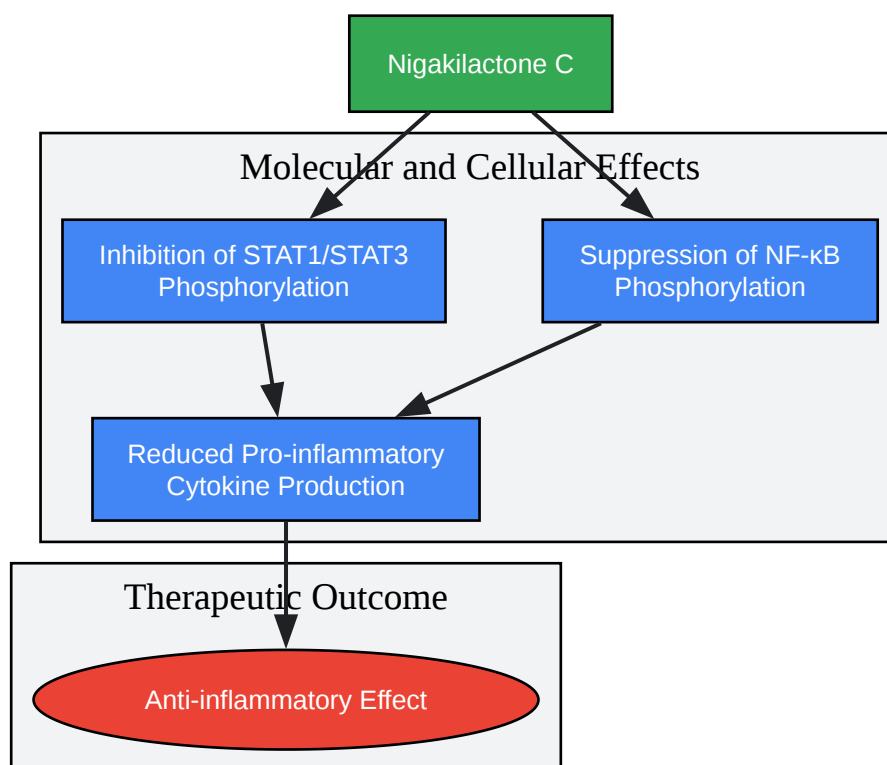 Nigakilactone C
Molecular and Cellular Effects
Inhibition of STAT1/STAT3
Phosphorylation
Suppression of NF-κB
Phosphorylation
Reduced Pro-inflammatory
Cytokine Production
Therapeutic Outcome
Anti-inflammatory Effect